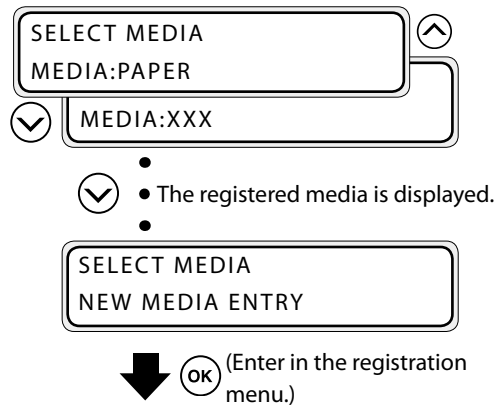 SELECT MEDIA
MEDIA:PAPER
MEDIA:XXX
• The registered media is displayed.
SELECT MEDIA
NEW MEDIA ENTRY
OK (Enter in the registration
menu.)